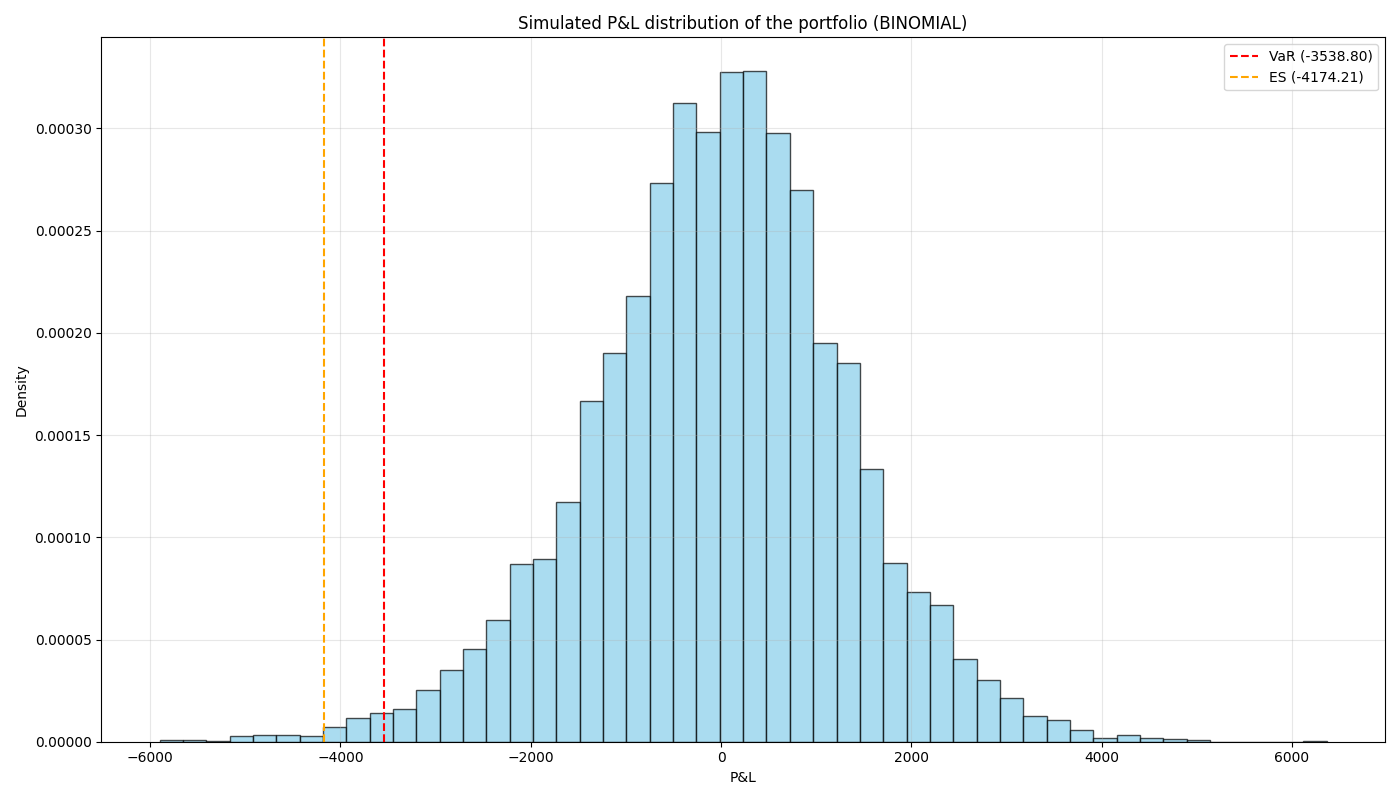 Simulated P&L distribution of the portfolio (BINOMIAL)
VaR (-3538.80)
ES (-4174.21)
Density
0.00030
0.00025
0.00020
0.00015
0.00010
0.00005
0.00000
−6000
−4000
−2000
0
2000
4000
6000
P&L